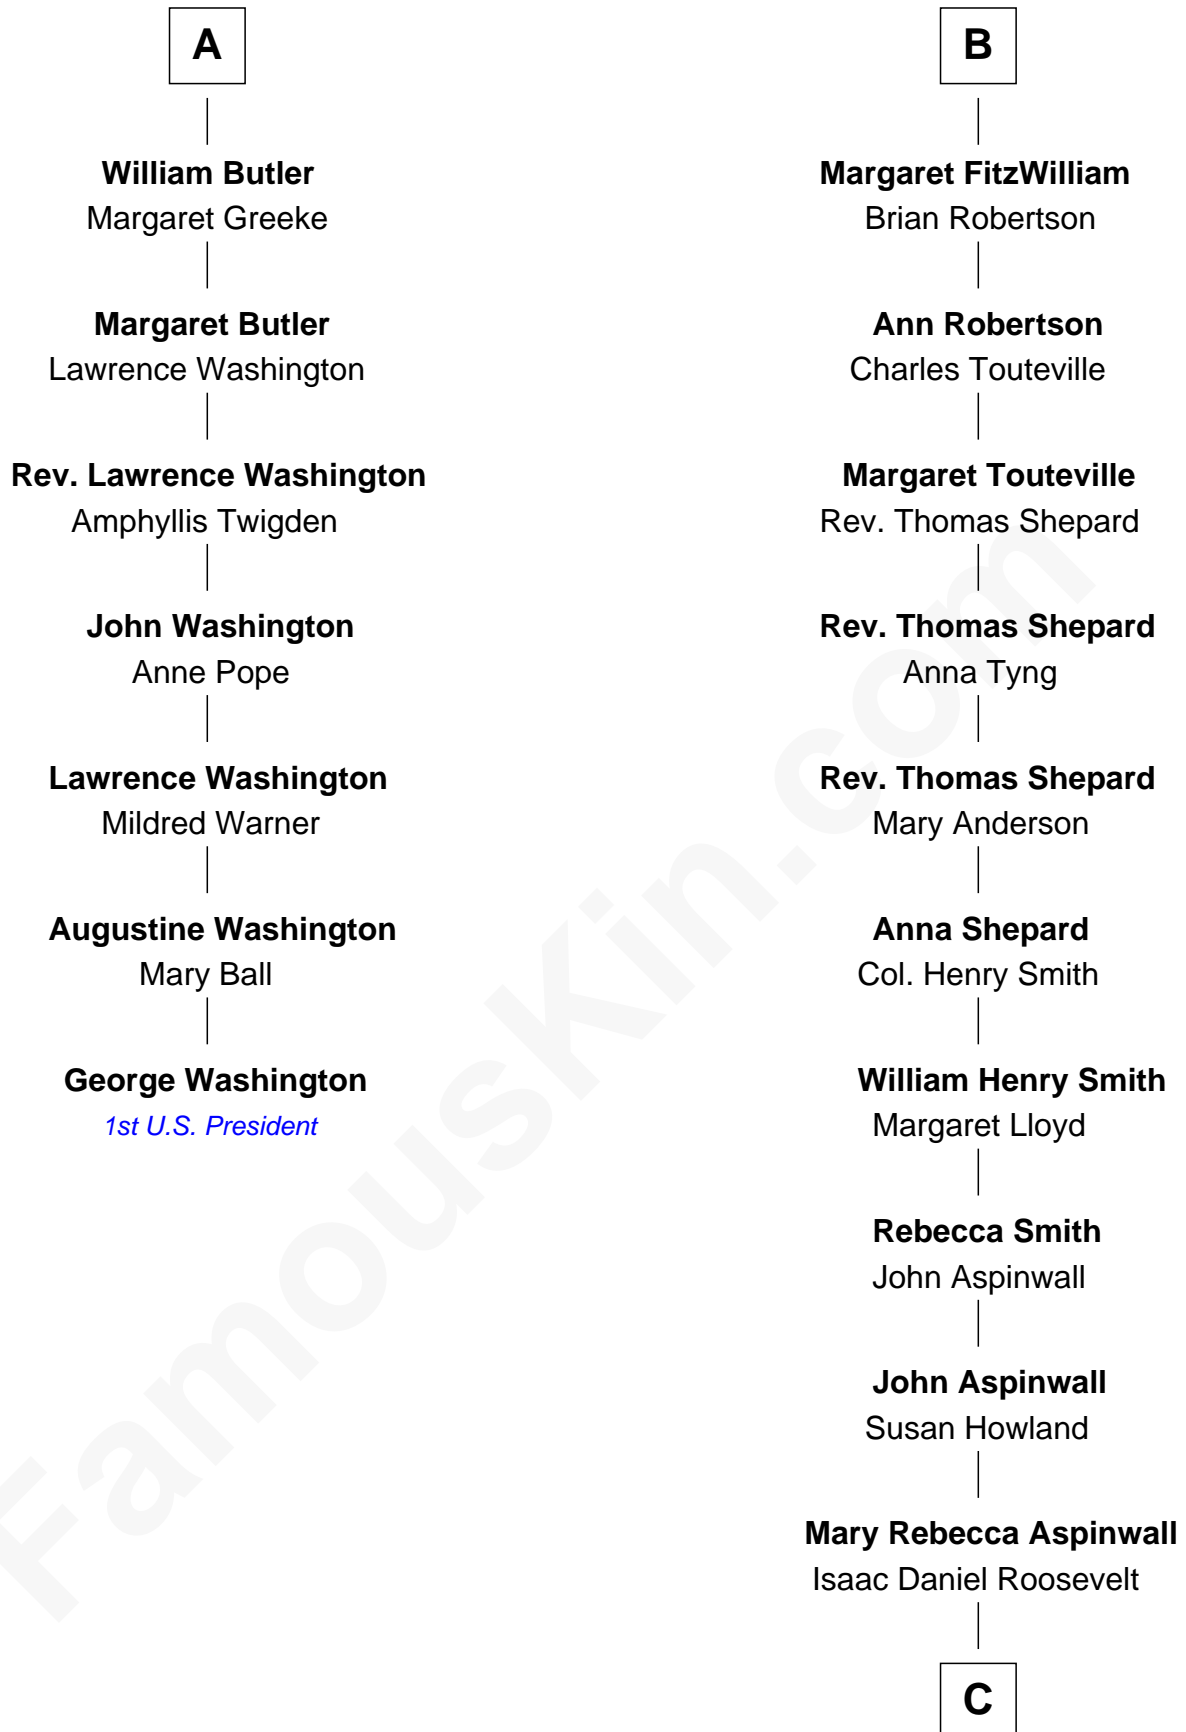 A
William Butler
Margaret Greeke
Margaret Butler
Lawrence Washington
Rev. Lawrence Washington
Amphyllis Twigden
John Washington
Anne Pope
Lawrence Washington
Mildred Warner
Augustine Washington
Mary Ball
George Washington
1st U.S. President
B
Margaret FitzWilliam
Brian Robertson
Ann Robertson
Charles Touteville
Margaret Touteville
Rev. Thomas Shepard
Rev. Thomas Shepard
Anna Tyng
Rev. Thomas Shepard
Mary Anderson
Anna Shepard
Col. Henry Smith
William Henry Smith
Margaret Lloyd
Rebecca Smith
John Aspinwall
John Aspinwall
Susan Howland
Mary Rebecca Aspinwall
Isaac Daniel Roosevelt
C
FamousKin.com